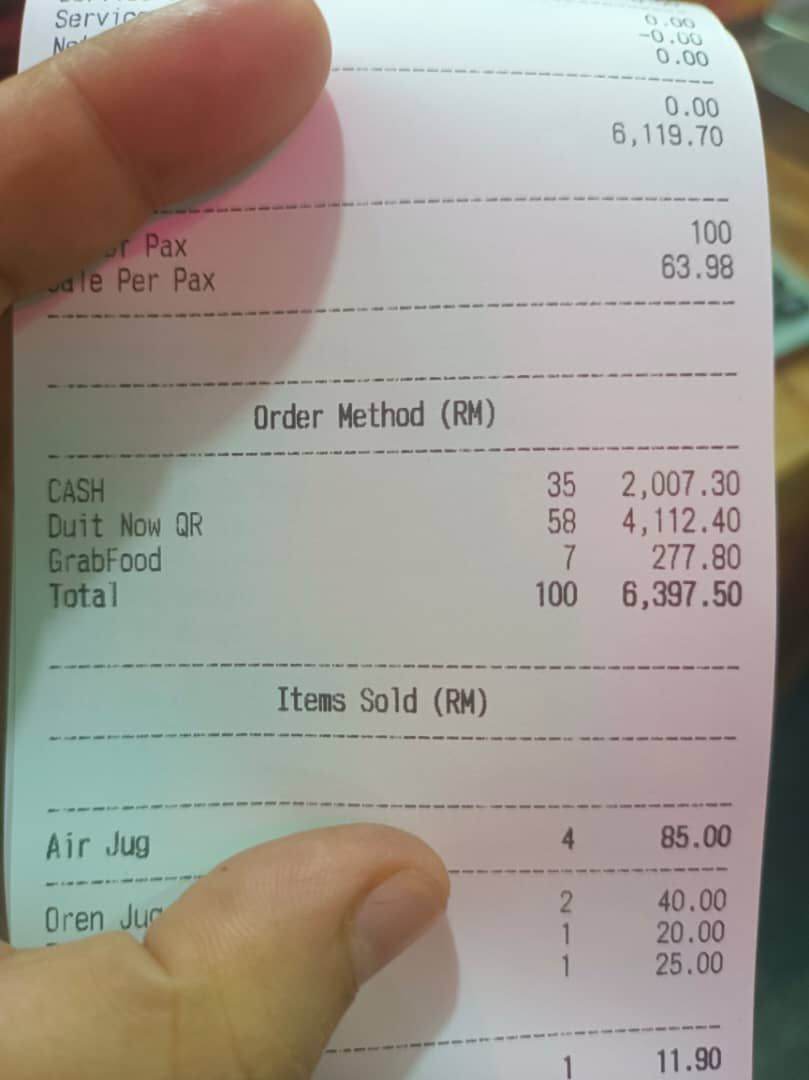 0.00
-0.00
0.00
0.00
6,119.70
Pax 100
Sale Per Pax 63.98
Order Method (RM)
CASH 35 2,007.30
Duit Now QR 58 4,112.40
GrabFood 7 277.80
Total 100 6,397.50
Items Sold (RM)
Air Jug 4 85.00
Oren Jug 2 40.00
1 20.00
1 25.00
1 11.90